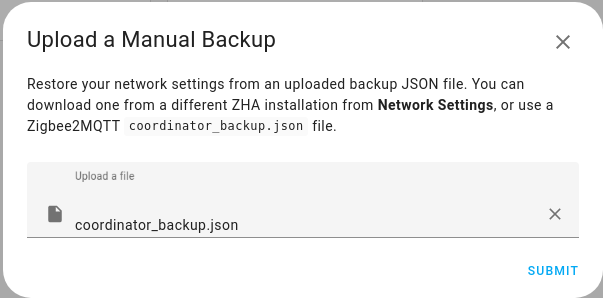 Upload a Manual Backup
Restore your network settings from an uploaded backup JSON file. You can
download one from a different ZHA installation from Network Settings, or use a
Zigbee2MQTT coordinator_backup.json file.
Upload a file
coordinator_backup.json
SUBMIT